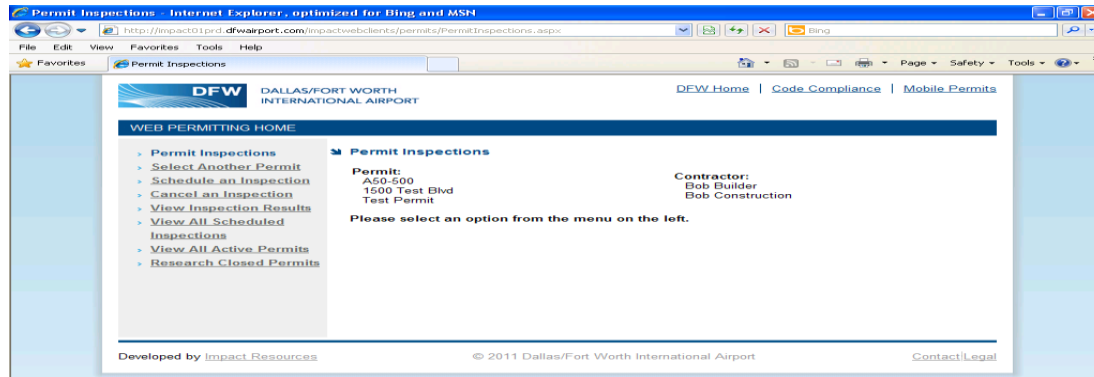 Permit Inspections - Internet Explorer, optimized for Bing and MSN
http://impact01prd.dfwairport.com/impactwebclients/permits/PermitInspections.aspx
Bing
File Edit View Favorites Tools Help
Favorites Permit Inspections Page Safety Tools
DFW DALLAS/FORT WORTH INTERNATIONAL AIRPORT
DFW Home | Code Compliance | Mobile Permits
WEB PERMITTING HOME
Permit Inspections
Select Another Permit
Schedule an Inspection
Cancel an Inspection
View Inspection Results
View All Scheduled
Inspections
View All Active Permits
Research Closed Permits
Permit Inspections
Permit:
A50-500
1500 Test Blvd
Test Permit
Contractor:
Bob Builder
Bob Construction
Please select an option from the menu on the left.
Developed by Impact Resources
© 2011 Dallas/Fort Worth International Airport
Contact|Legal